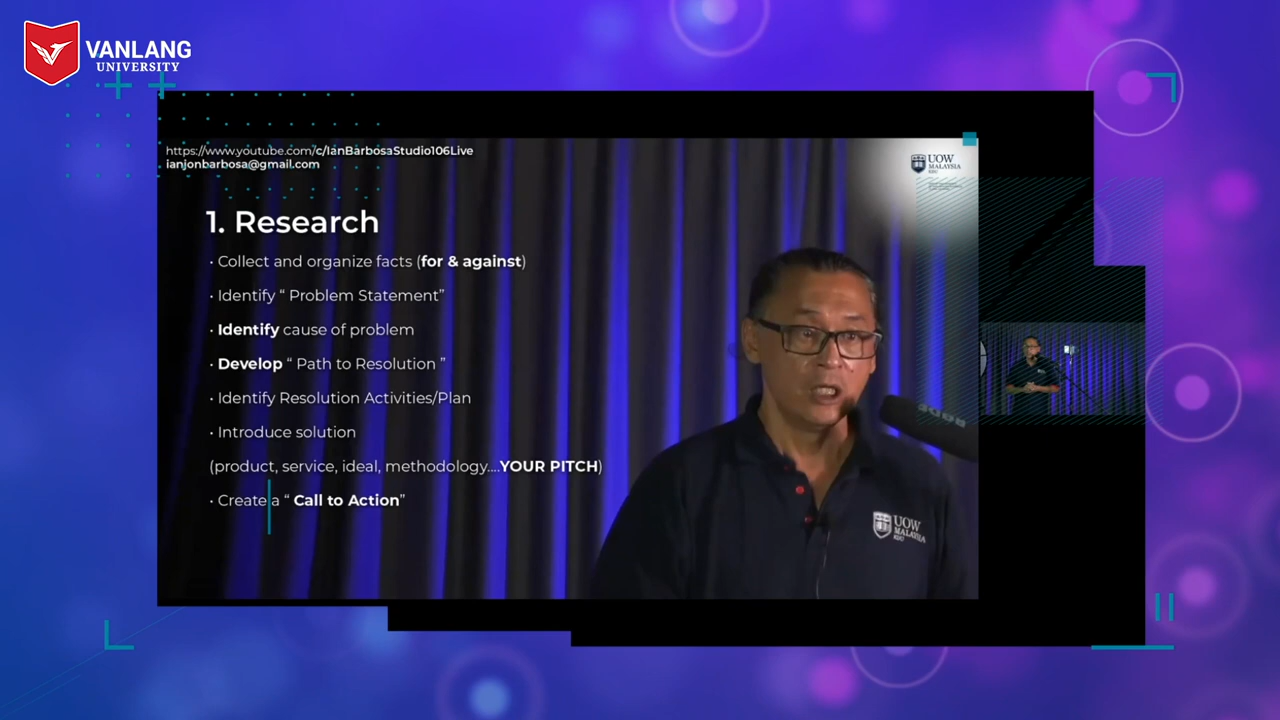 VANLANG
UNIVERSITY
https://www.youtube.com/c/IanBarbosaStudio106Live
ianjonbarbosa@gmail.com
UOW
MALAYSIA
KDU
1. Research
· Collect and organize facts (for & against)
· Identify “ Problem Statement”
· Identify cause of problem
· Develop “ Path to Resolution ”
· Identify Resolution Activities/Plan
· Introduce solution
(product, service, ideal, methodology....YOUR PITCH)
· Create a “ Call to Action”
UOW
MALAYSIA
KDU